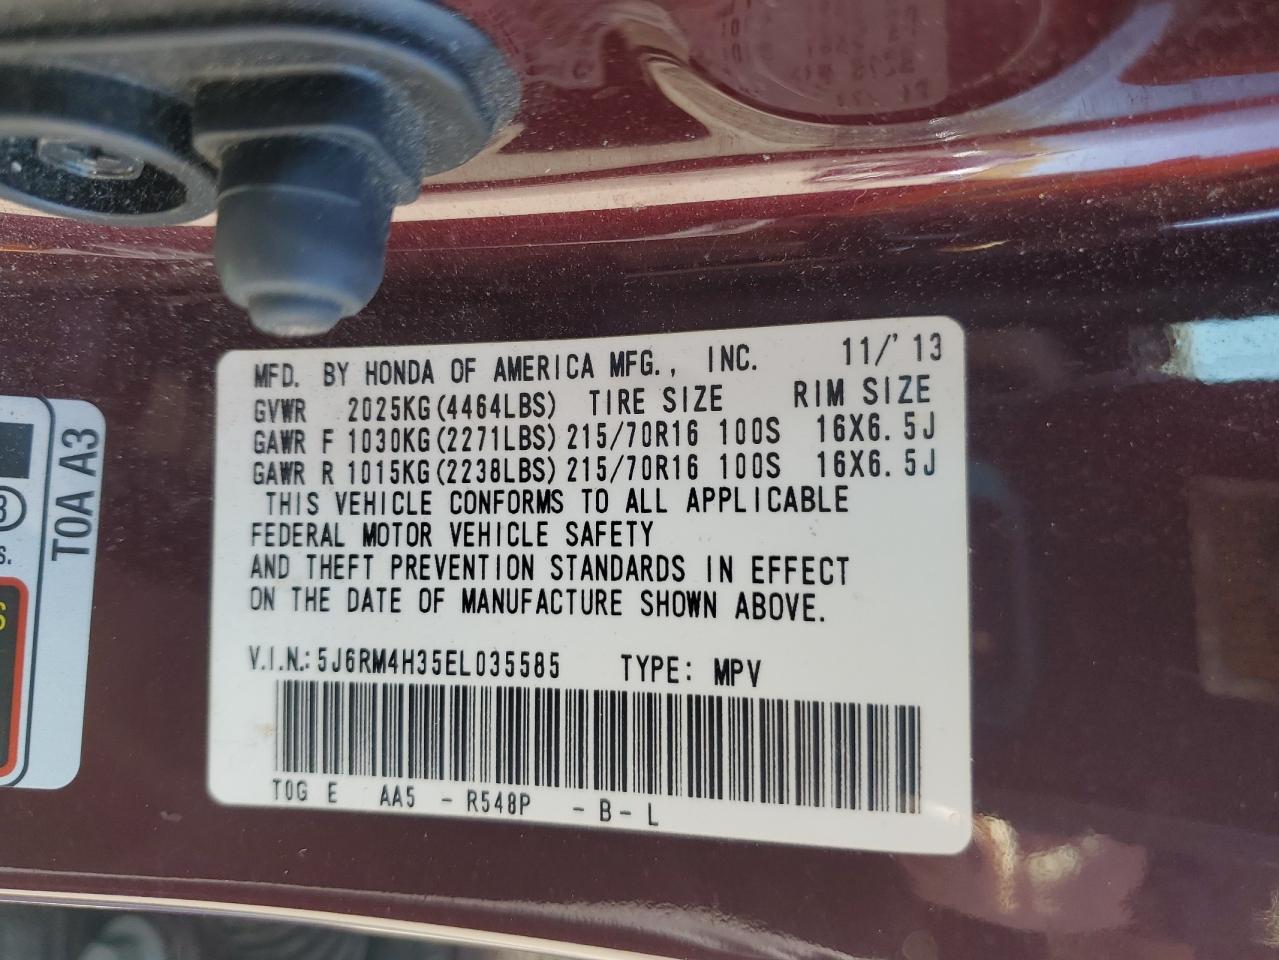 MFD. BY HONDA OF AMERICA MFG., INC. 11/'13
GVWR 2025KG(4464LBS) TIRE SIZE RIM SIZE
GAWR F 1030KG(2271LBS)215/70R16 100S 16X6.5J
GAWR R 1015KG(2238LBS)215/70R16 100S 16X6.5J
THIS VEHICLE CONFORMS TO ALL APPLICABLE
FEDERAL MOTOR VEHICLE SAFETY
AND THEFT PREVENTION STANDARDS IN EFFECT
ON THE DATE OF MANUFACTURE SHOWN ABOVE.
V.I.N.: 5J6RM4H35EL035585 TYPE: MPV
T0G E AA5 - R548P - B - L
T0A A3